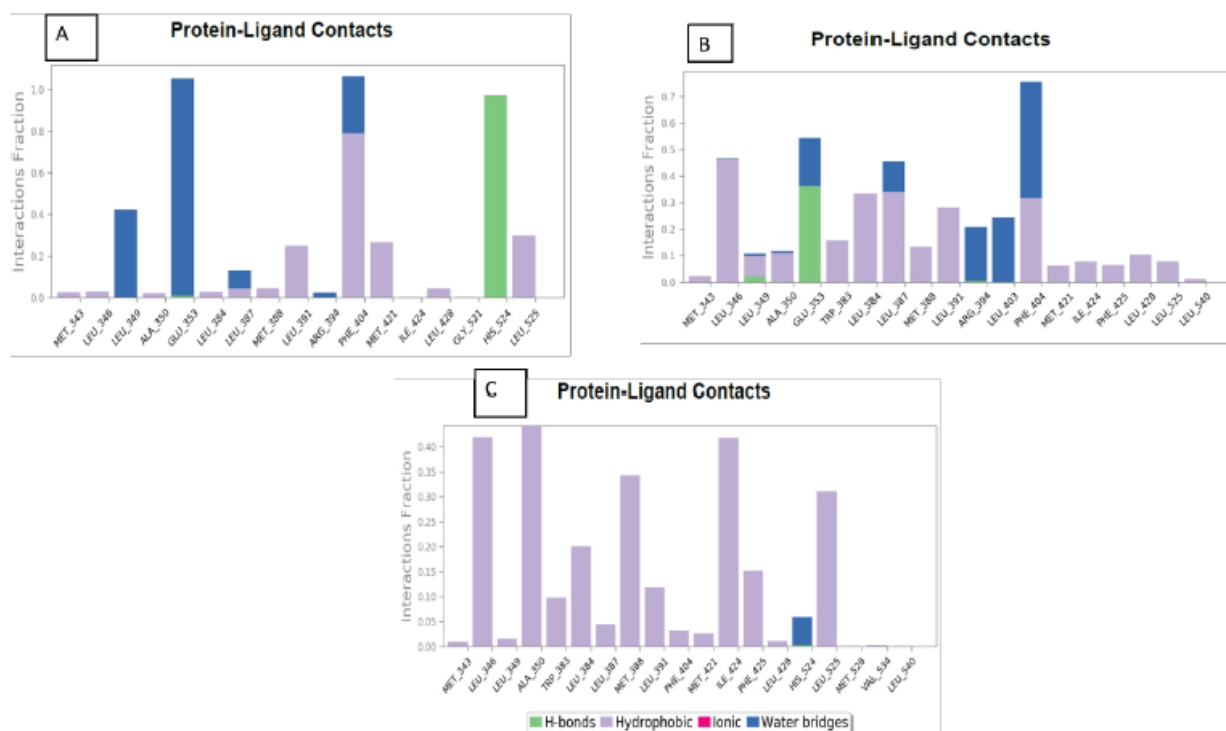 A
Protein-Ligand Contacts
Interactions Fraction
1.0
0.8
0.6
0.4
0.2
0.0
MET_343
LEU_346
LEU_349
ALA_350
GLU_353
LEU_384
LEU_387
MET_388
LEU_391
ARG_394
PHE_404
MET_421
ILE_424
LEU_428
GLY_521
HIS_524
LEU_525
B
Protein-Ligand Contacts
Interactions Fraction
0.7
0.6
0.5
0.4
0.3
0.2
0.1
0.0
MET_343
LEU_346
LEU_349
ALA_350
GLU_353
TRP_383
LEU_384
LEU_387
MET_388
LEU_391
ARG_394
LEU_403
PHE_404
MET_421
ILE_424
PHE_425
LEU_428
LEU_525
LEU_540
C
Protein-Ligand Contacts
Interactions Fraction
0.40
0.35
0.30
0.25
0.20
0.15
0.10
0.05
0.00
MET_343
LEU_346
LEU_349
ALA_350
TRP_383
LEU_384
LEU_387
MET_388
LEU_391
PHE_404
MET_421
ILE_424
PHE_425
LEU_428
HIS_524
LEU_525
MET_528
VAL_534
LEU_540
H-bonds Hydrophobic Ionic Water bridges